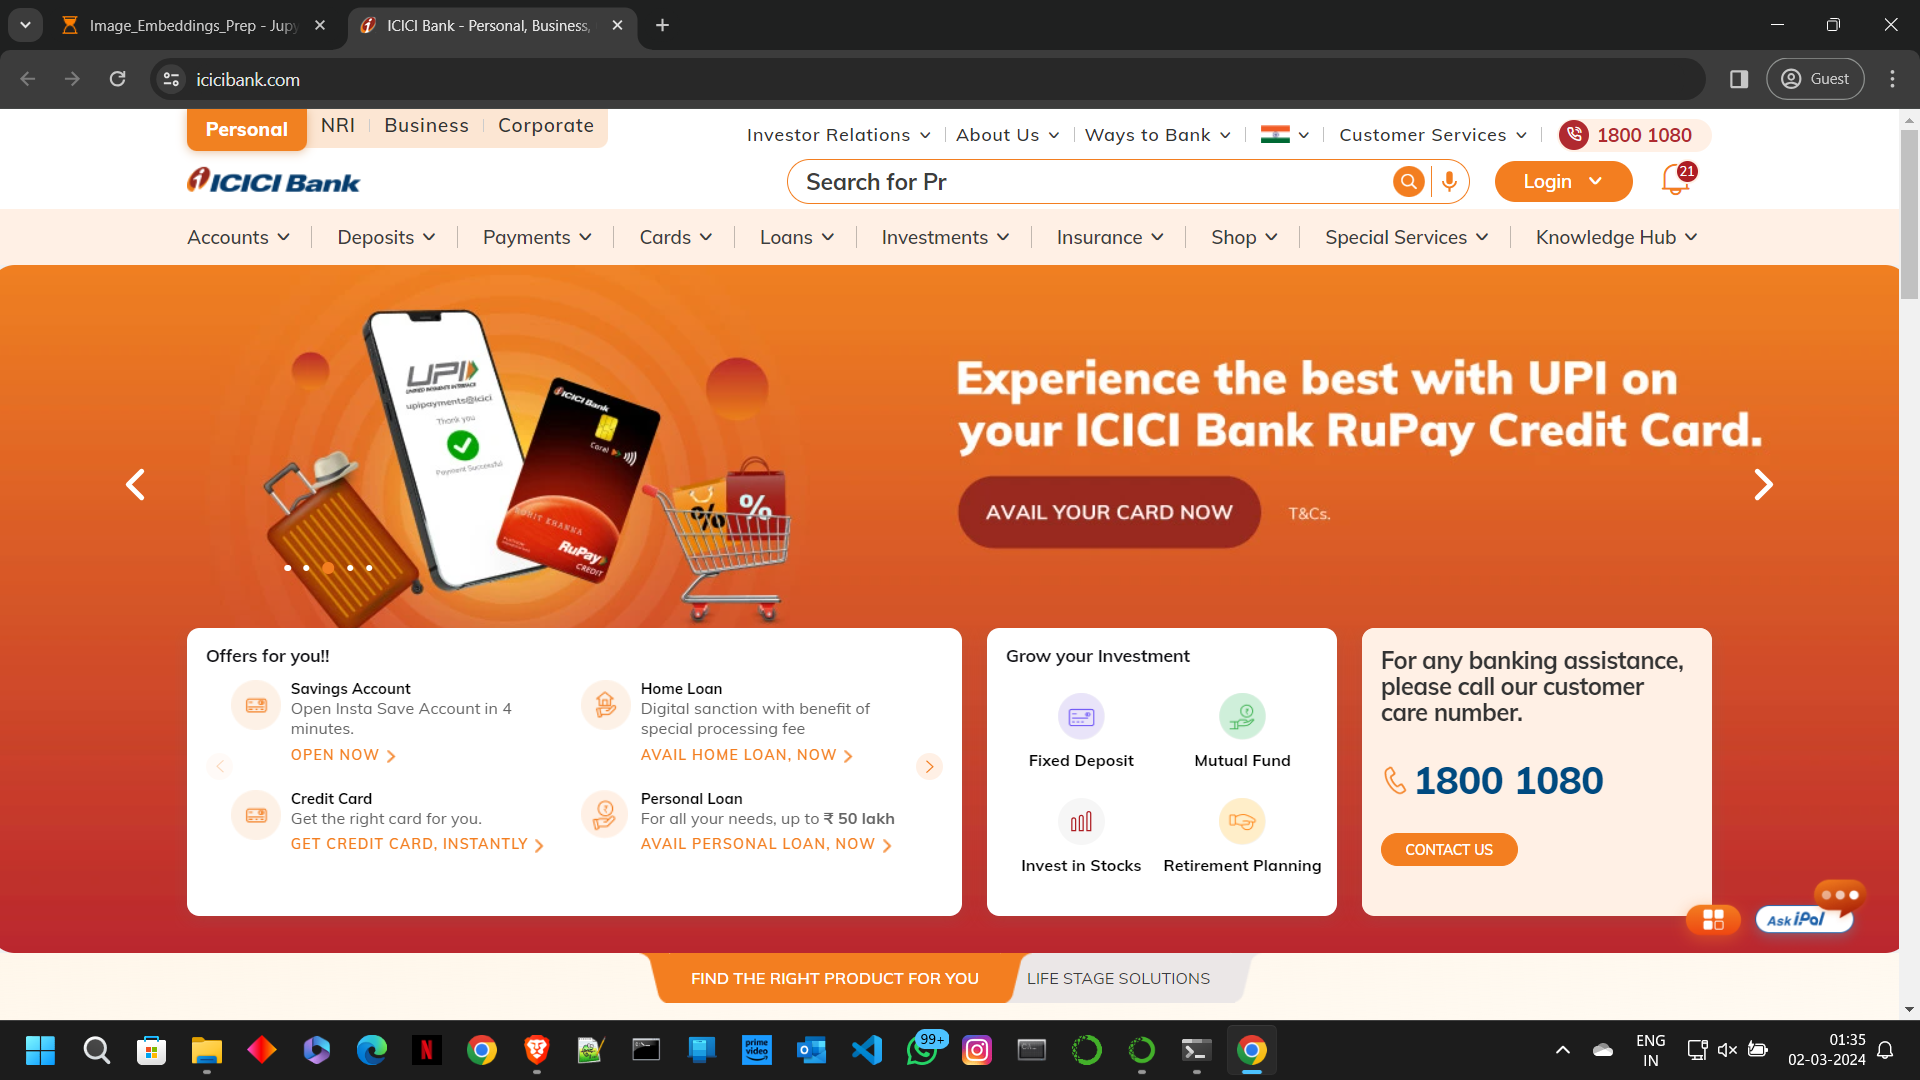 Image_Embeddings_Prep - Jup
ICICI Bank - Personal, Business,
icicibank.com
Guest
Personal
NRI
Business
Corporate
Investor Relations
About Us
Ways to Bank
Customer Services
1800 1080
ICICI Bank
Search for Pr
Login
21
Accounts
Deposits
Payments
Cards
Loans
Investments
Insurance
Shop
Special Services
Knowledge Hub
UPI
UNIFIED PAYMENTS INTERFACE
upipayments@icici
Thank you
Payment Successful
ICICI Bank
Coral
ROHIT KHANNA
RuPay
CREDIT
%
%
Experience the best with UPI on
your ICICI Bank RuPay Credit Card.
AVAIL YOUR CARD NOW
T&Cs.
Offers for you!!
Savings Account
Open Insta Save Account in 4
minutes.
OPEN NOW
Home Loan
Digital sanction with benefit of
special processing fee
AVAIL HOME LOAN, NOW
Credit Card
Get the right card for you.
GET CREDIT CARD, INSTANTLY
Personal Loan
For all your needs, up to ₹ 50 lakh
AVAIL PERSONAL LOAN, NOW
Grow your Investment
Fixed Deposit
Mutual Fund
Invest in Stocks
Retirement Planning
For any banking assistance,
please call our customer
care number.
1800 1080
CONTACT US
Ask iPal
FIND THE RIGHT PRODUCT FOR YOU
LIFE STAGE SOLUTIONS
N
prime
video
99+
ENG
IN
01:35
02-03-2024